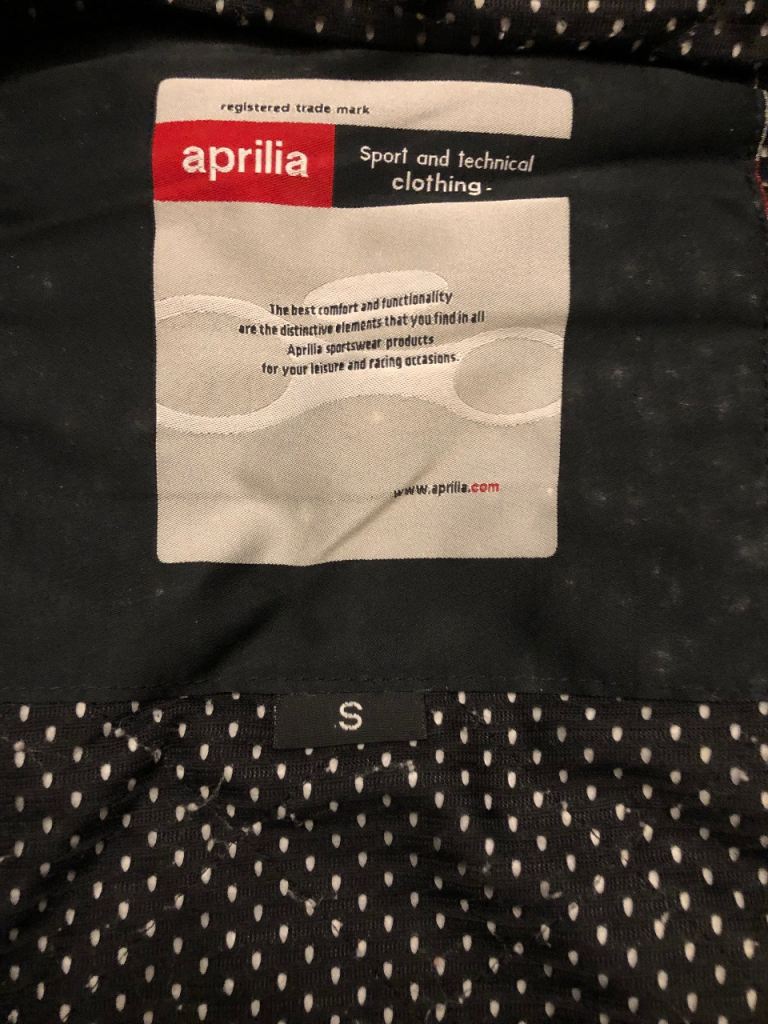 registered trade mark
aprilia
Sport and technical
clothing-
The best comfort and functionality
are the distinctive elements that you find in all
Aprilia sportswear products
for your leisure and racing occasions.
www.aprilia.com
S